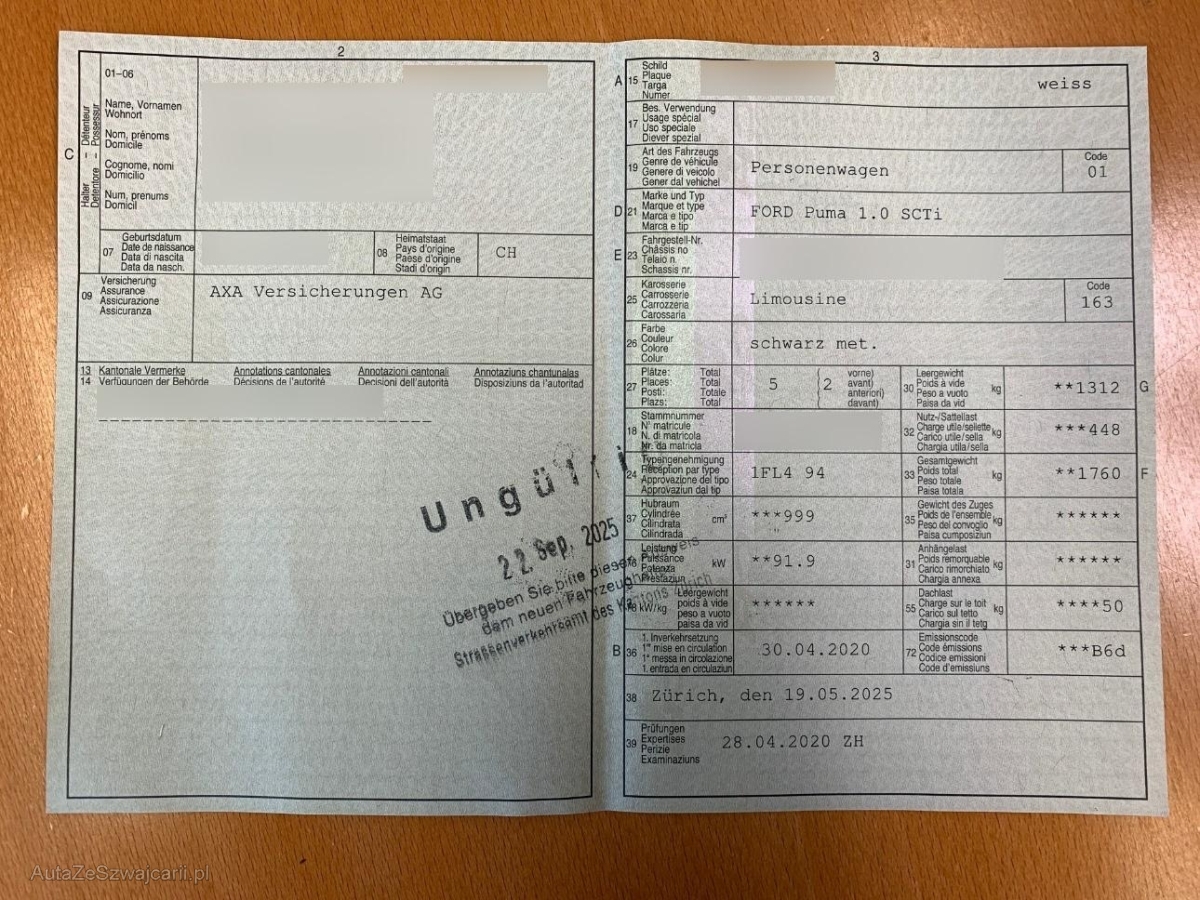 2
01-06
C
Halter – Détenteur
Detentore – Possessur
Name, Vornamen
Wohnort
Nom, prénoms
Domicile
Cognome, nomi
Domicilio
Num, prenums
Domicil
07
Geburtsdatum
Date de naissance
Data di nascita
Data da nasch.
08
Heimatstaat
Pays d'origine
Paese d'origine
Stadi d'origin
CH
09
Versicherung
Assurance
Assicurazione
Assicuranza
AXA Versicherungen AG
13 Kantonale Vermerke Annotations cantonales Annotazioni cantonali Annotaziuns chantunalas
14 Verfügungen der Behörde Décisions de l'autorité Decisioni dell'autorità Disposiziuns da l'autoritad
22. Sep. 2025
Übergeben Sie bitte diesen
dem neuen Fahrzeughalter
Strassenverkehrsamt des Kantons Zürich
3
A 15
Schild
Plaque
Targa
Numer
weiss
17
Bes. Verwendung
Usage spécial
Uso speciale
Diever spezial
19
Art des Fahrzeugs
Genre de véhicule
Genere di veicolo
Gener dal vehichel
Personenwagen
Code
01
D 21
Marke und Typ
Marque et type
Marca e tipo
Marca e tip
FORD Puma 1.0 SCTi
E 23
Fahrgestell-Nr.
Châssis no
Telaio n.
Schassis nr.
25
Karosserie
Carrosserie
Carrozzeria
Carossaria
Limousine
Code
163
26
Farbe
Couleur
Colore
Colur
schwarz met.
27
Plätze: Total
Places: Total
Posti: Totale
Plazs: Total
5
(2
vorne)
avant)
anteriori)
davant)
30
Leergewicht
Poids à vide
Peso a vuoto
Paisa da vid
kg
**1312
G
18
Stammnummer
N° matricule
N. di matricola
Nr. da matricla
32
Nutz-/Sattellast
Charge utile/sellette
Carico utile/sella
Chargia utila/sella
kg
***448
24
Typengenehmigung
Réception par type
Approvazione del tipo
Approvaziun dal tip
1FL4 94
33
Gesamtgewicht
Poids total
Peso totale
Paisa totala
kg
**1760
F
37
Hubraum
Cylindrée
Cilindrata
Cilindrada
cm³
***999
35
Gewicht des Zuges
Poids de l'ensemble
Peso del convoglio
Paisa cumposiziun
kg
******
Leistung
Puissance
Potenza
Prestaziun
kW
**91.9
31
Anhängelast
Poids remorquable
Carico rimorchiato
Chargia annexa
kg
******
kW/kg
Leergewicht
poids à vide
peso a vuoto
paisa da vid
******
55
Dachlast
Charge sur le toit
Carico sul tetto
Chargia sin il tetg
kg
****50
B 36
1. Inverkehrsetzung
1re mise en circulation
1a messa in circolazione
1. entrada en circulaziun
30.04.2020
72
Emissionscode
Code émissions
Codice emissioni
Code d'emissiuns
***B6d
38
Zürich, den 19.05.2025
39
Prüfungen
Expertises
Perizie
Examinaziuns
28.04.2020 ZH
AutaZeSzwajcarii.pl